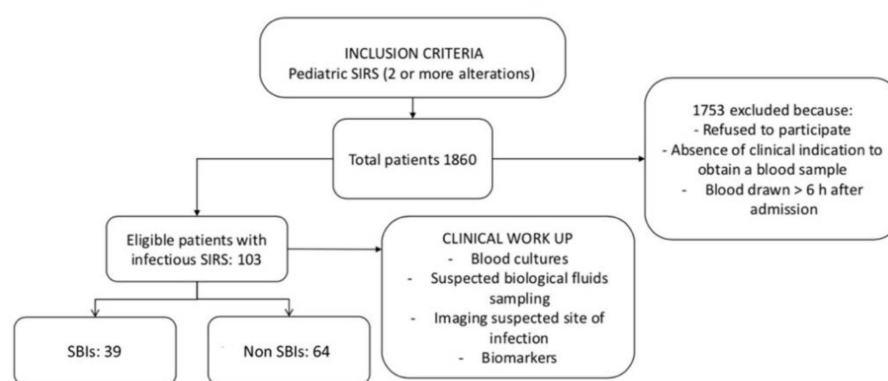 INCLUSION CRITERIA
Pediatric SIRS (2 or more alterations)
1753 excluded because:
- Refused to participate
- Absence of clinical indication to
obtain a blood sample
- Blood drawn > 6 h after
admission
Total patients 1860
Eligible patients with
infectious SIRS: 103
CLINICAL WORK UP
- Blood cultures
- Suspected biological fluids
sampling
- Imaging suspected site of
infection
- Biomarkers
SBIs: 39
Non SBIs: 64